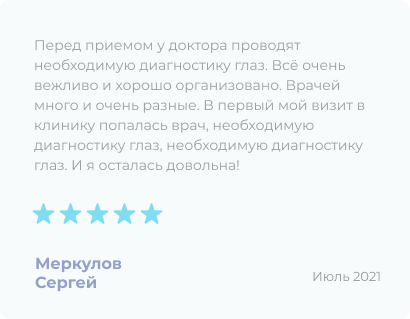 Перед приемом у доктора проводят
необходимую диагностику глаз. Всё очень
вежливо и хорошо организовано. Врачей
много и очень разные. В первый мой визит в
клинику попалась врач, необходимую
диагностику глаз, необходимую диагностику
глаз. И я осталась довольна!
Меркулов
Сергей
Июль 2021